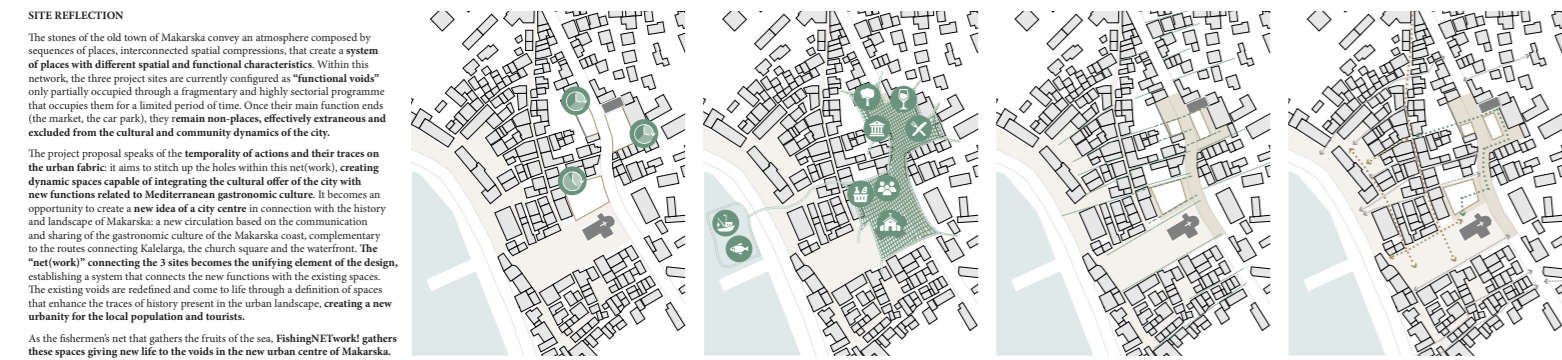 SITE REFLECTION
The stones of the old town of Makarska convey an atmosphere composed by
sequences of places, interconnected spatial compressions, that create a system
of places with different spatial and functional characteristics. Within this
network, the three project sites are currently configured as “functional voids”
only partially occupied through a fragmentary and highly sectorial programme
that occupies them for a limited period of time. Once their main function ends
(the market, the car park), they remain non-places, effectively extraneous and
excluded from the cultural and community dynamics of the city.
The project proposal speaks of the temporality of actions and their traces on
the urban fabric: it aims to stitch up the holes within this net(work), creating
dynamic spaces capable of integrating the cultural offer of the city with
new functions related to Mediterranean gastronomic culture. It becomes an
opportunity to create a new idea of a city centre in connection with the history
and landscape of Makarska: a new circulation based on the communication
and sharing of the gastronomic culture of the Makarska coast, complementary
to the routes connecting Kalelarga, the church square and the waterfront. The
“net(work)” connecting the 3 sites becomes the unifying element of the design,
establishing a system that connects the new functions with the existing spaces.
The existing voids are redefined and come to life through a definition of spaces
that enhance the traces of history present in the urban landscape, creating a new
urbanity for the local population and tourists.
As the fishermen’s net that gathers the fruits of the sea, FishingNETwork! gathers
these spaces giving new life to the voids in the new urban centre of Makarska.